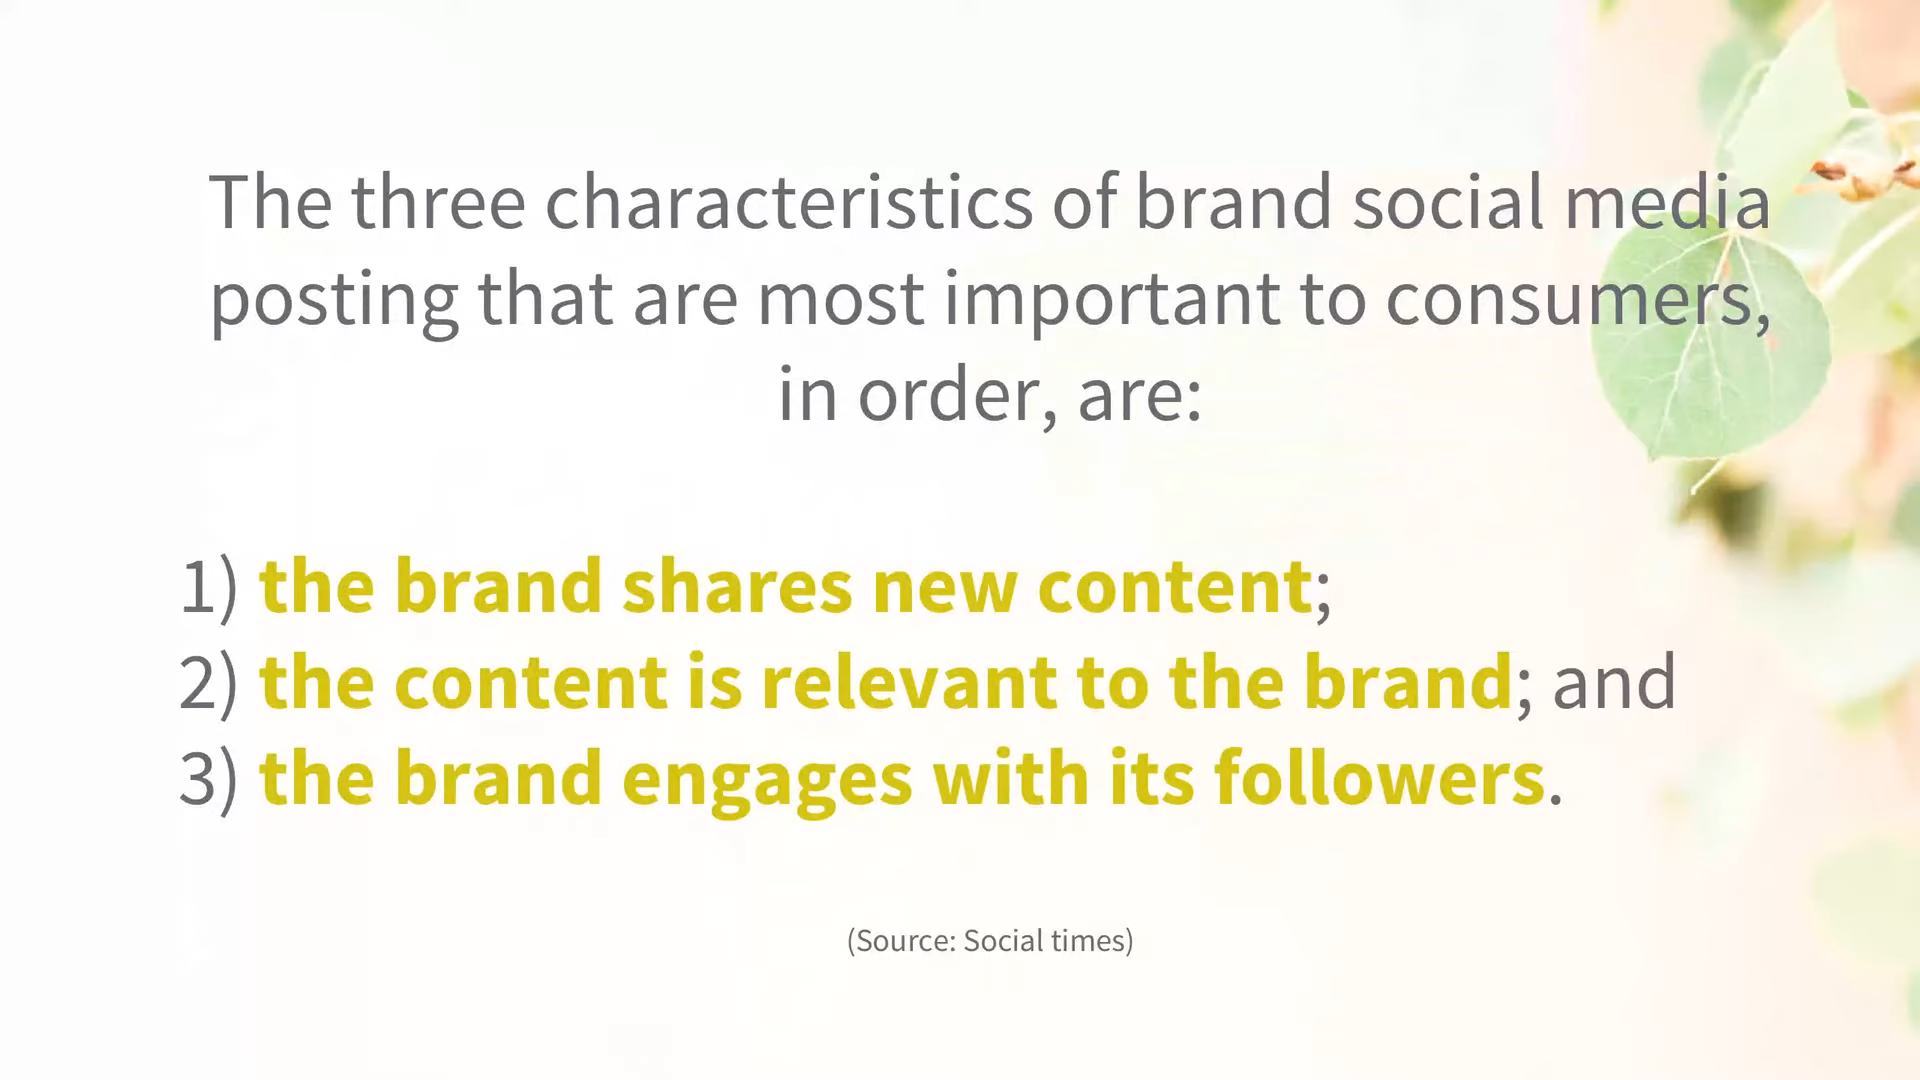 The three characteristics of brand social media
posting that are most important to consumers,
in order, are:
1) the brand shares new content;
2) the content is relevant to the brand; and
3) the brand engages with its followers.
(Source: Social times)